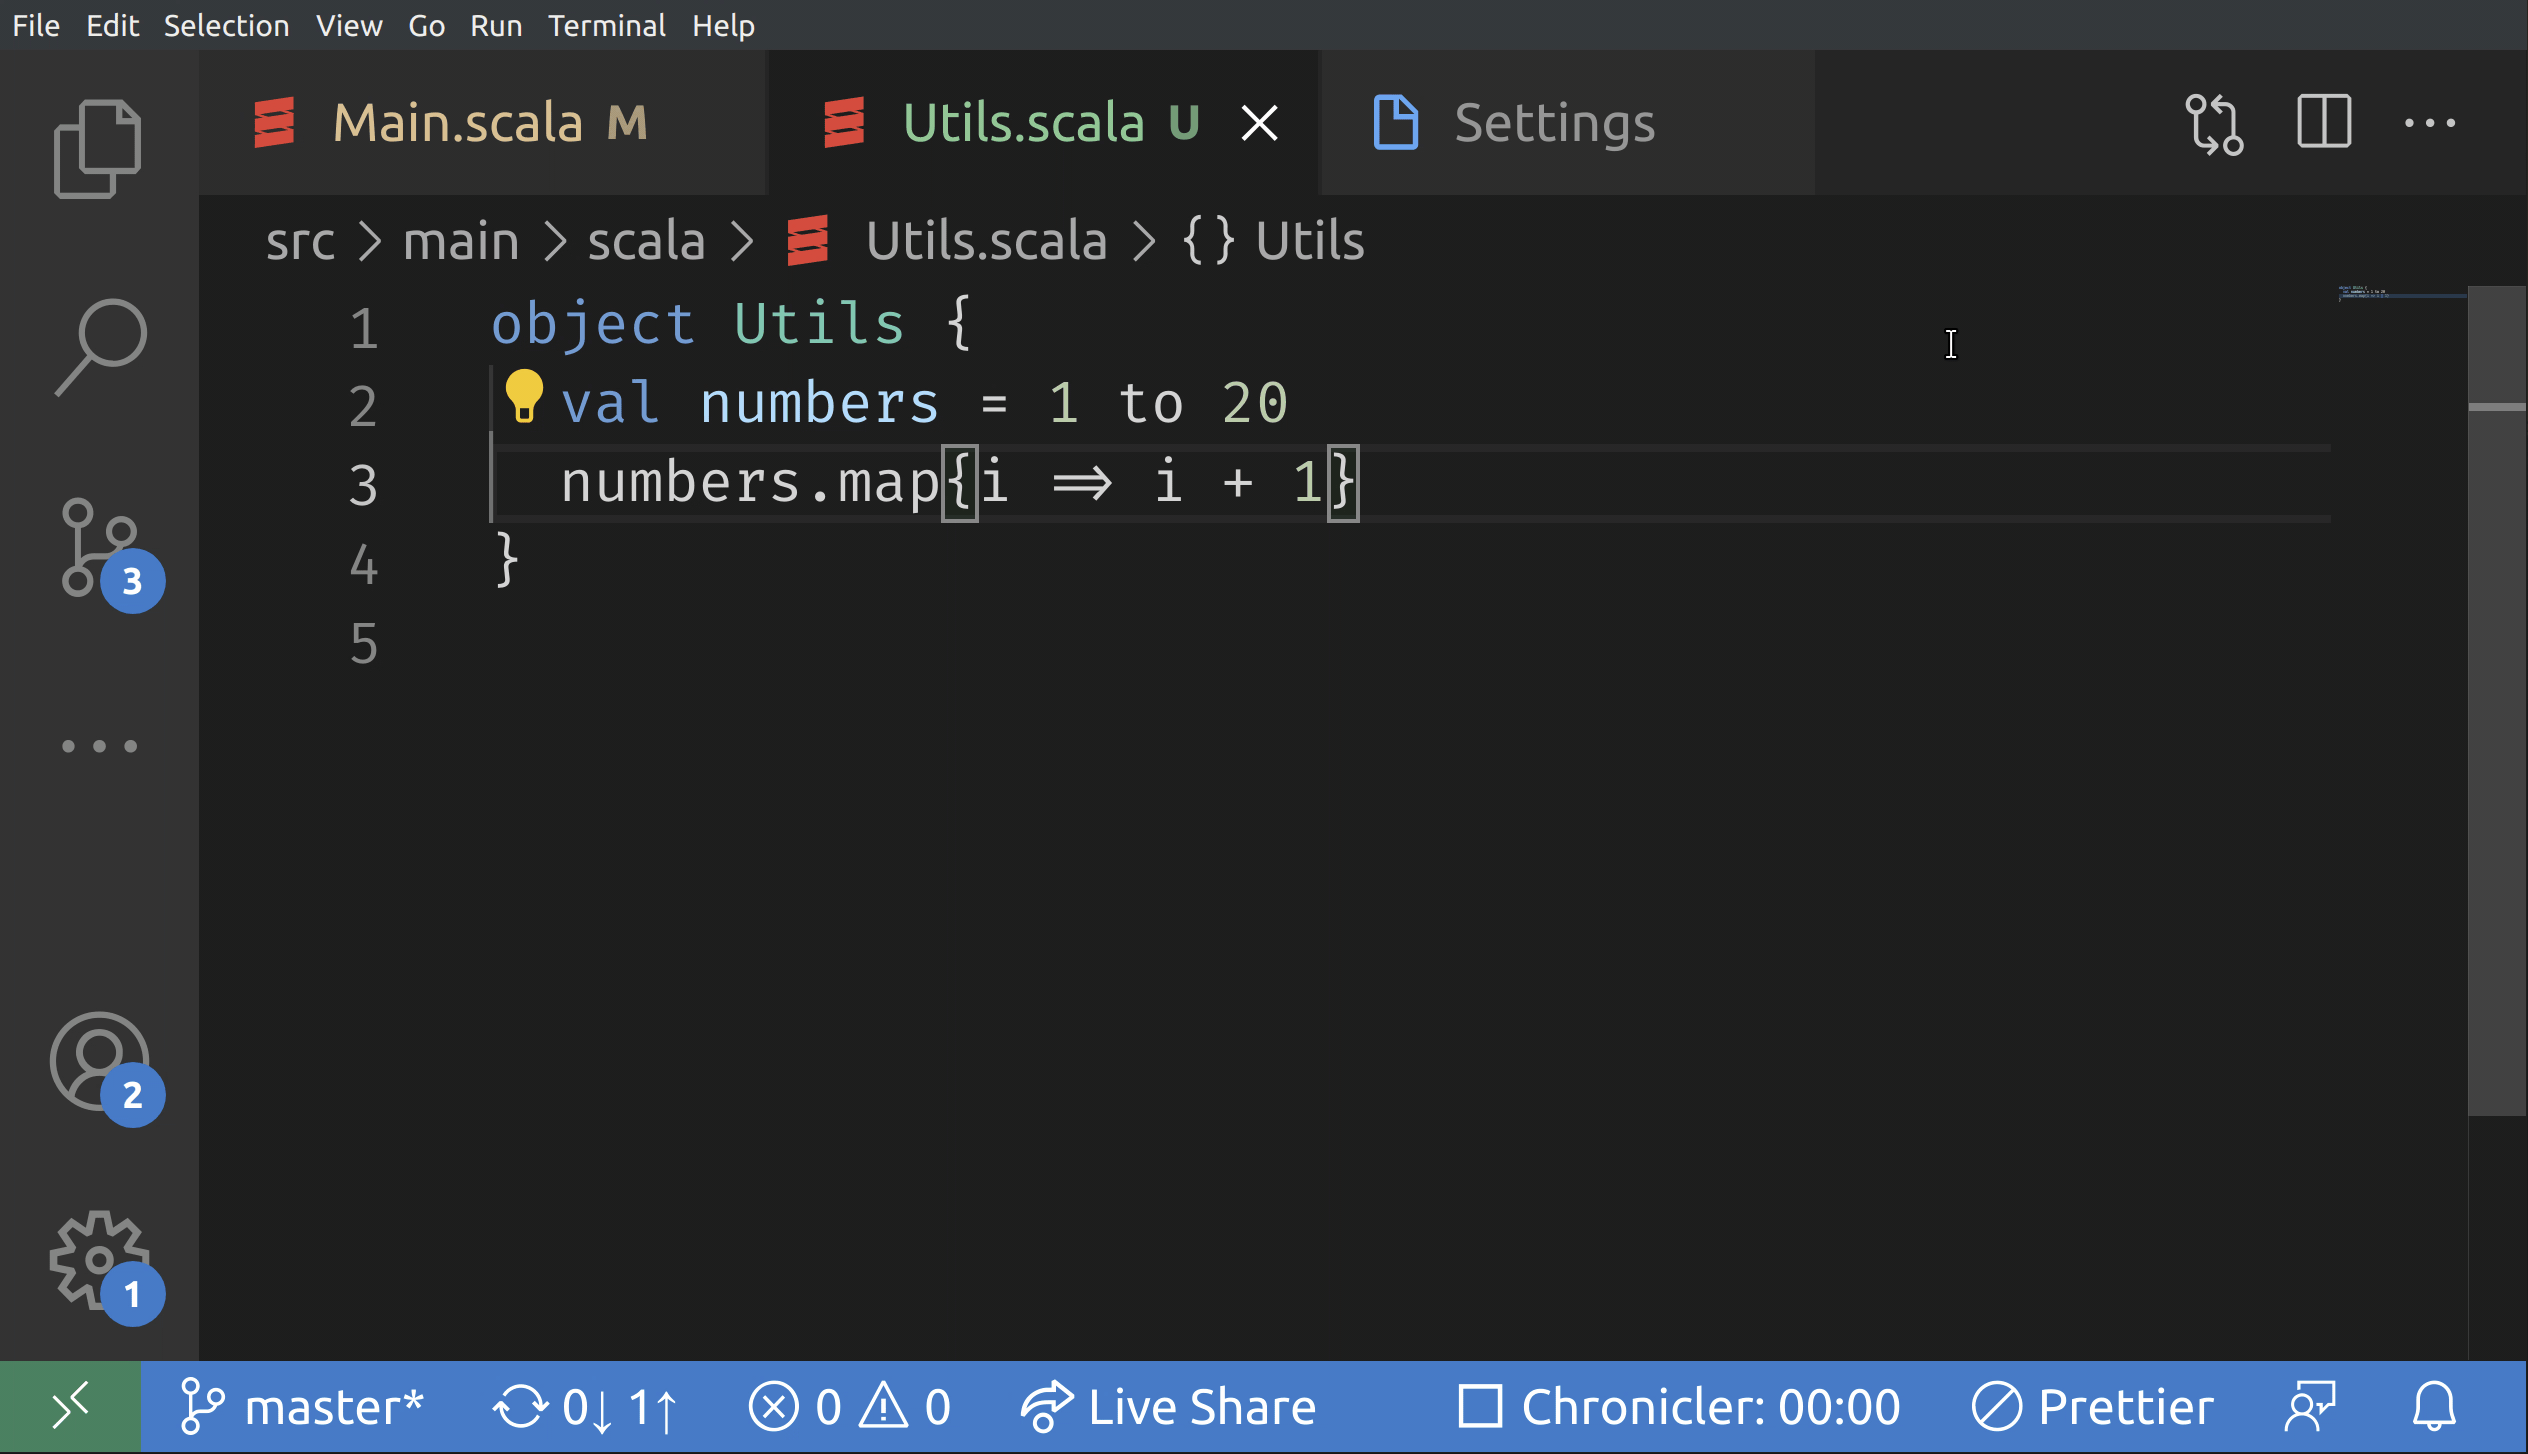 File Edit Selection View Go Run Terminal Help
Main.scala M Utils.scala U Settings
src > main > scala > Utils.scala > {} Utils
1 object Utils {
2 val numbers = 1 to 20
3 numbers.map{i => i + 1}
4 }
5
3
2
1
master* 0↓ 1↑ 0 0 Live Share Chronicler: 00:00 Prettier